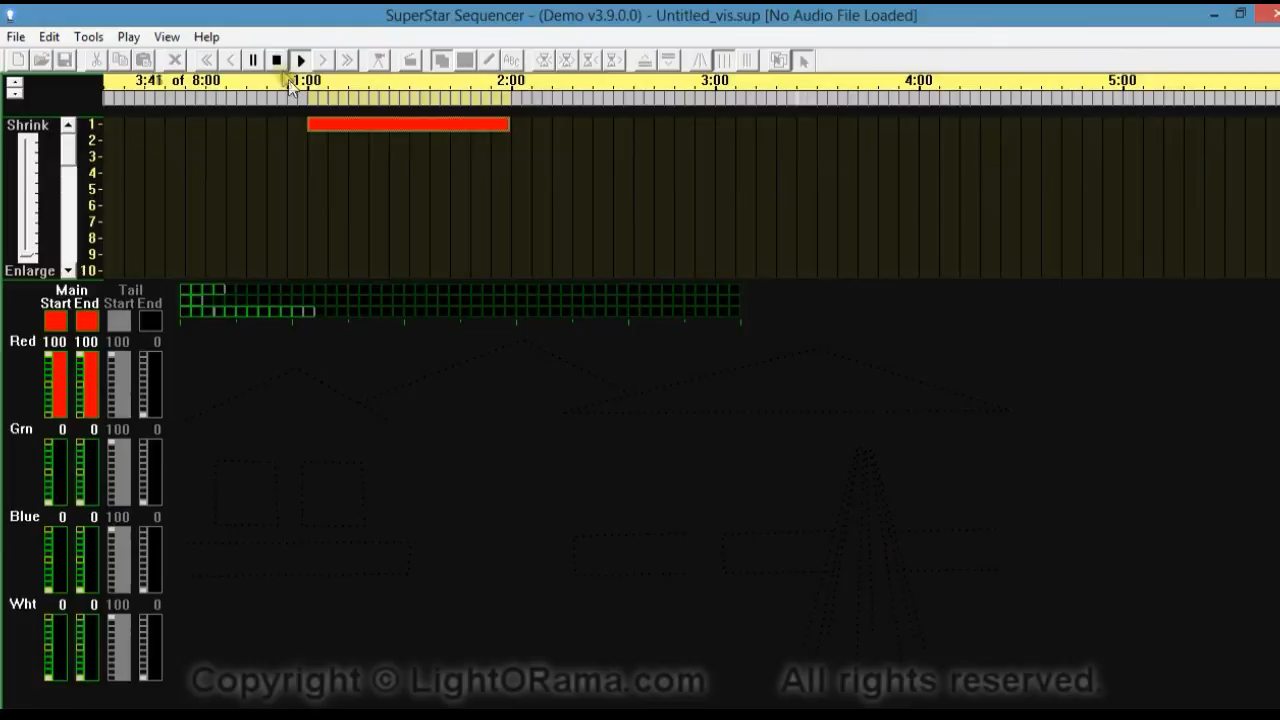 SuperStar Sequencer - (Demo v3.9.0.0) - Untitled_vis.sup [No Audio File Loaded]
File Edit Tools Play View Help
Abc
3:41 of 8:00 1:00 2:00 3:00 4:00 5:00
Shrink
1
2
3
4
5
6
7
8
9
Enlarge 10
Main Tail
Start End Start End
Red 100 100 100 0
Grn 0 0 100 0
Blue 0 0 100 0
Wht 0 0 100 0
Copyright © LightORama.com All rights reserved.